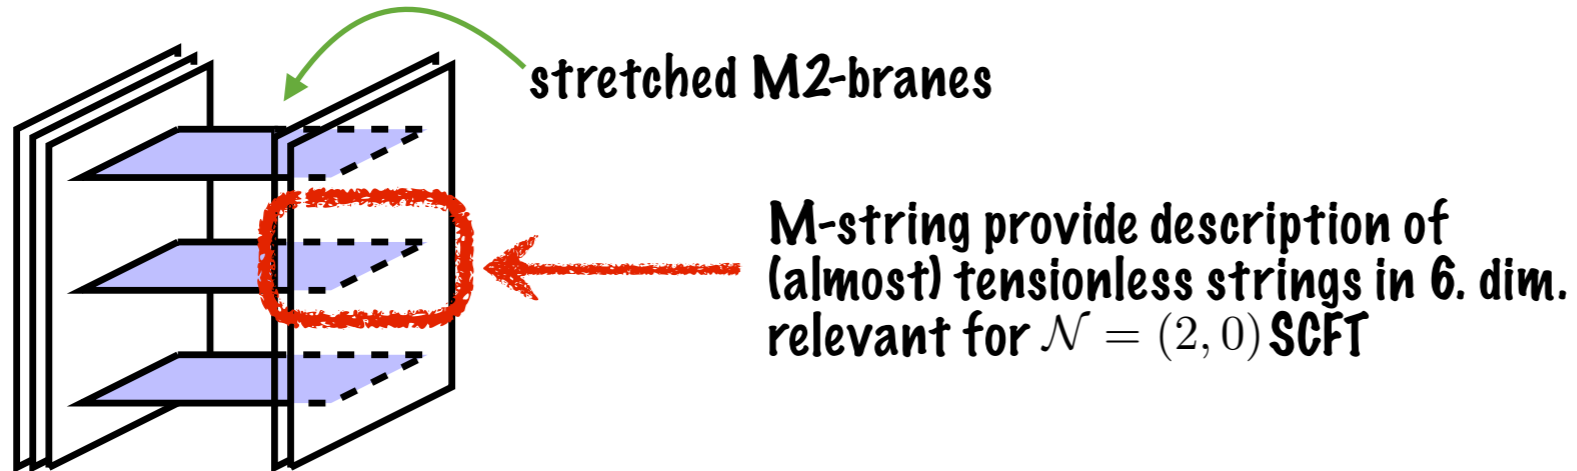 stretched M2-branes
M-string provide description of
(almost) tensionless strings in 6. dim.
relevant for 𝒩 = (2, 0) SCFT